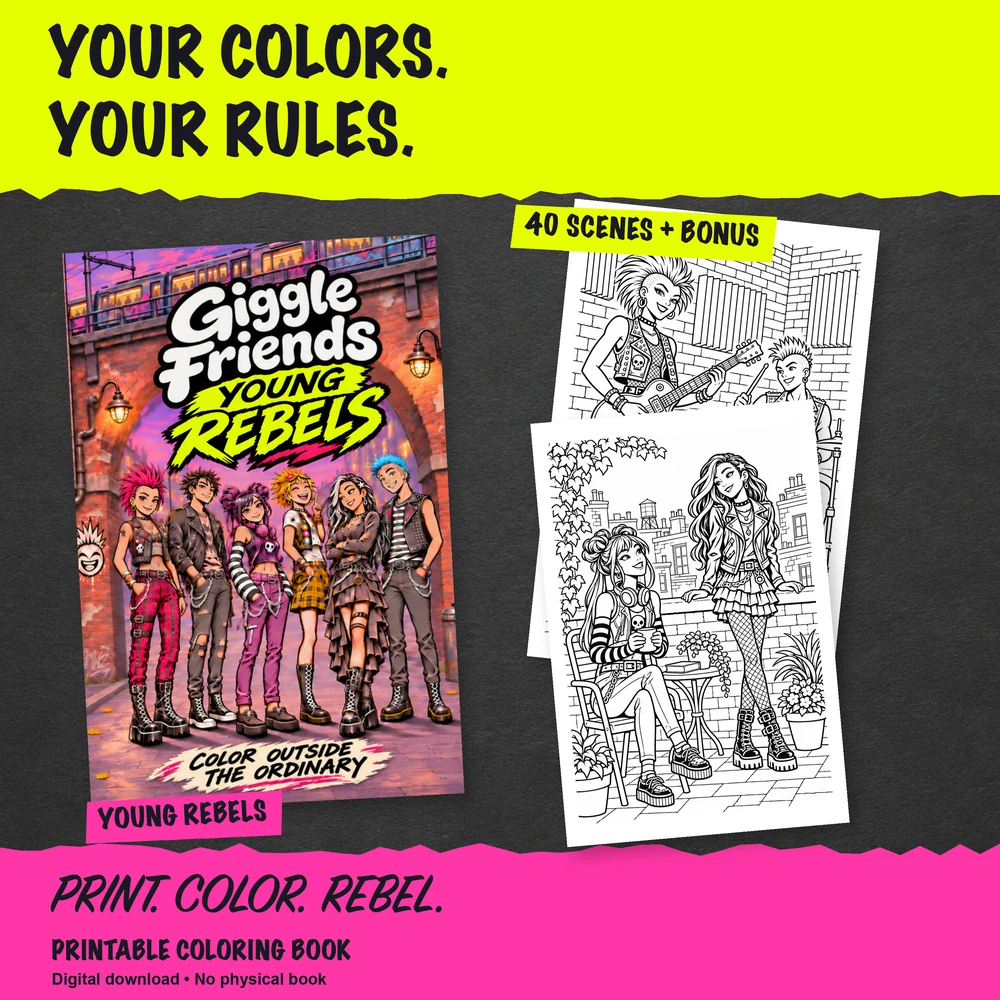 YOUR COLORS.
YOUR RULES.
40 SCENES + BONUS
Giggle
Friends
YOUNG
REBELS
COLOR OUTSIDE
THE ORDINARY
YOUNG REBELS
PRINT. COLOR. REBEL.
PRINTABLE COLORING BOOK
Digital download • No physical book